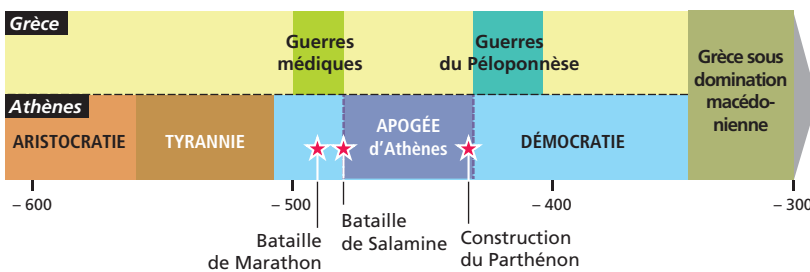 Grèce
Guerres
médiques
Guerres
du Péloponnèse
Grèce sous
domination
macédo-
nienne
Athènes
ARISTOCRATIE
TYRANNIE
APOGÉE
d'Athènes
DÉMOCRATIE
– 600
– 500
– 400
– 300
Bataille
de Marathon
Bataille
de Salamine
Construction
du Parthénon